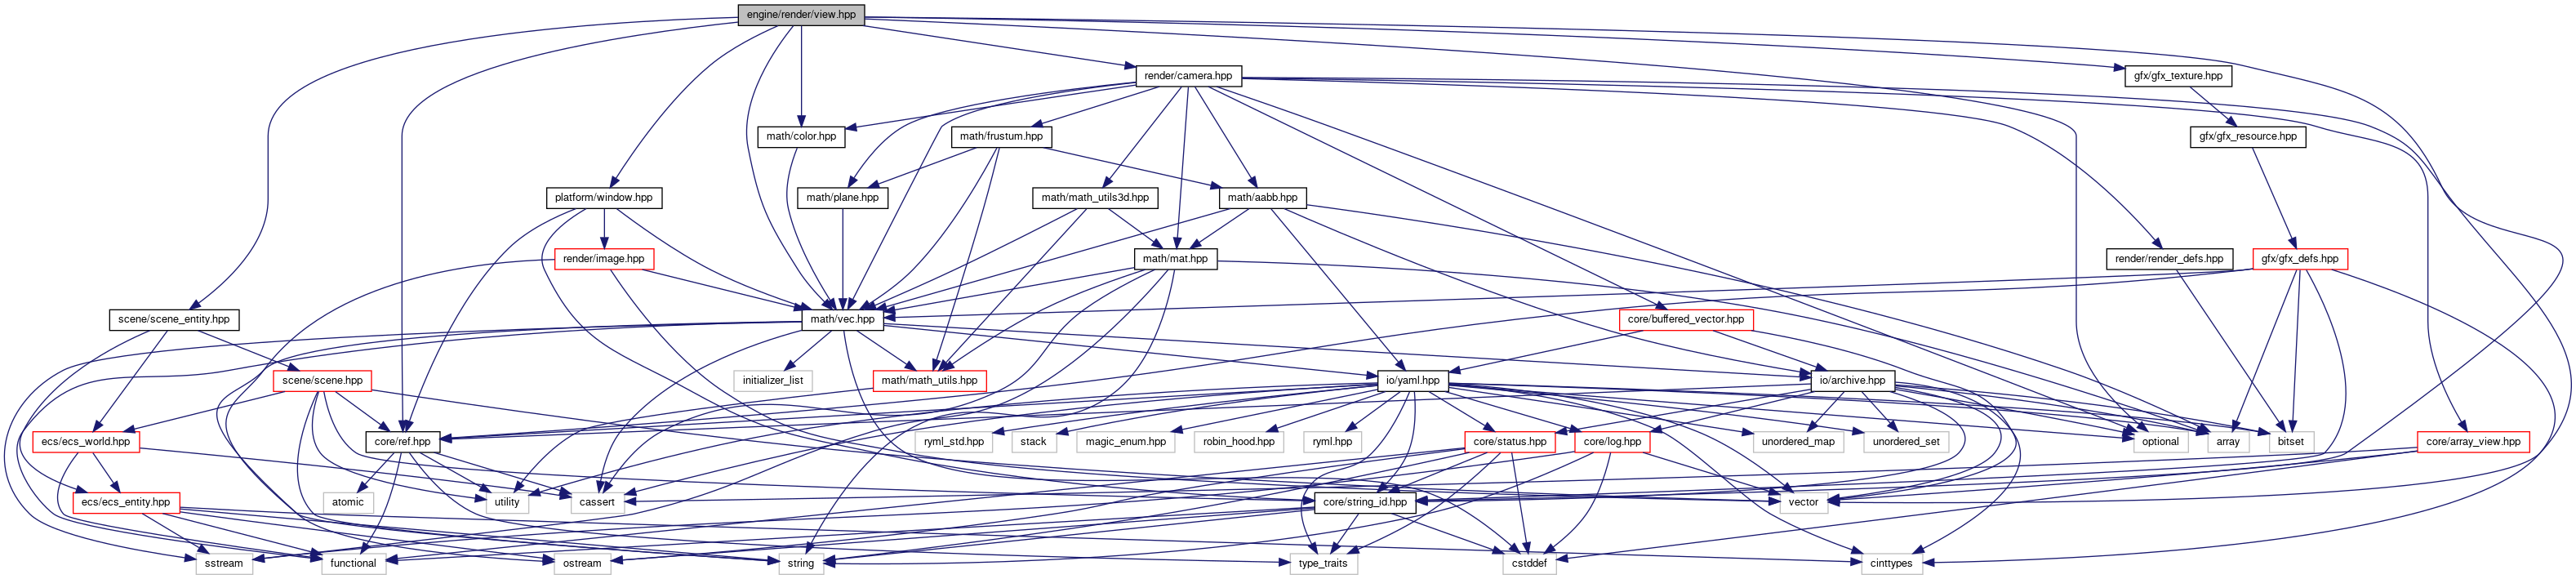 engine/render/view.hpp
render/camera.hpp
gfx/gfx_texture.hpp
math/color.hpp
math/frustum.hpp
gfx/gfx_resource.hpp
platform/window.hpp
math/plane.hpp
math/math_utils3d.hpp
math/aabb.hpp
render/image.hpp
math/mat.hpp
render/render_defs.hpp
gfx/gfx_defs.hpp
scene/scene_entity.hpp
math/vec.hpp
core/buffered_vector.hpp
scene/scene.hpp
initializer_list
math/math_utils.hpp
io/yaml.hpp
io/archive.hpp
ecs/ecs_world.hpp
core/ref.hpp
ryml_std.hpp
stack
magic_enum.hpp
robin_hood.hpp
ryml.hpp
core/status.hpp
core/log.hpp
unordered_map
unordered_set
optional
array
bitset
core/array_view.hpp
ecs/ecs_entity.hpp
atomic
utility
cassert
core/string_id.hpp
vector
sstream
functional
ostream
string
type_traits
cstddef
cinttypes